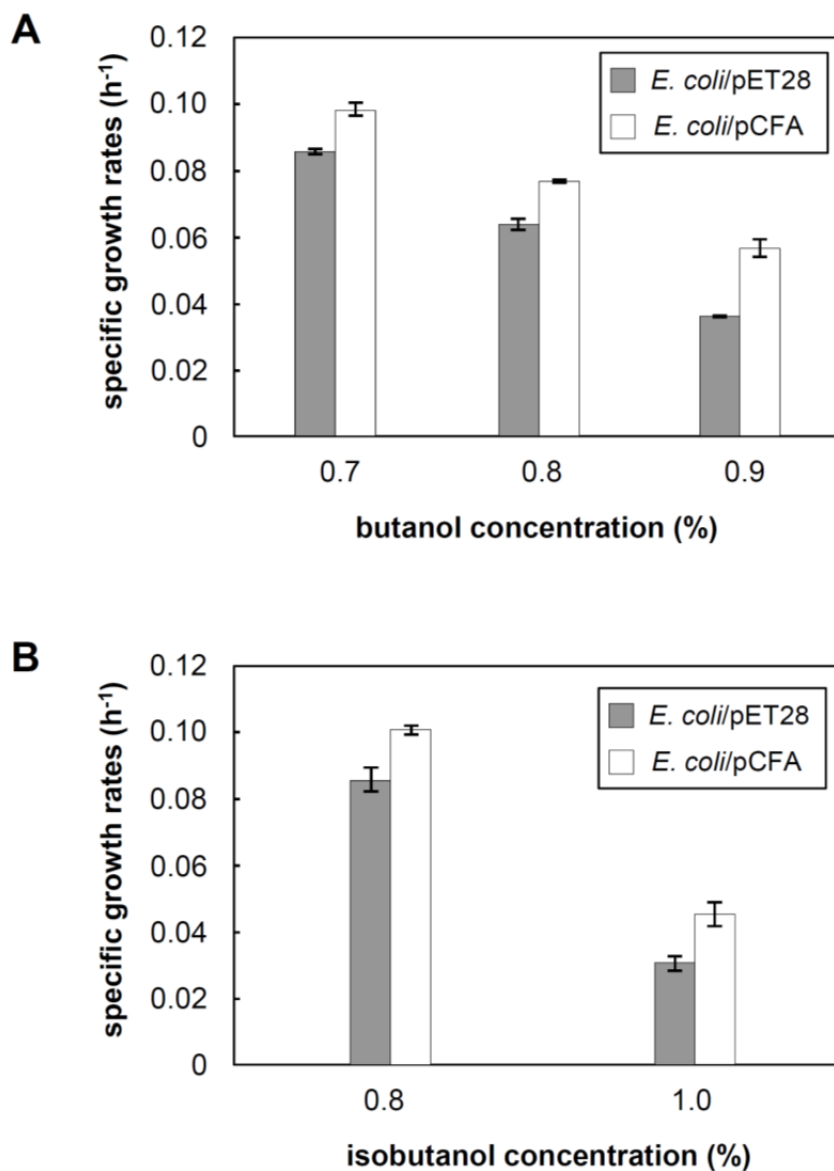 A
0.12
0.10
0.08
0.06
0.04
0.02
0
specific growth rates (h⁻¹)
E. coli/pET28
E. coli/pCFA
0.7 0.8 0.9
butanol concentration (%)
B
0.12
0.10
0.08
0.06
0.04
0.02
0
specific growth rates (h⁻¹)
E. coli/pET28
E. coli/pCFA
0.8 1.0
isobutanol concentration (%)